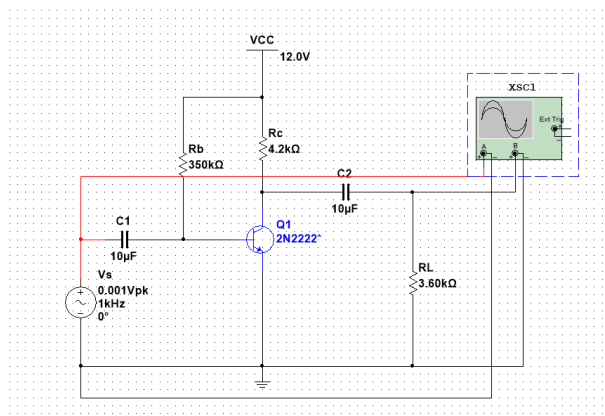 VCC
12.0V
XSC1
Ext Trig
+
–
A
B
+
–
+
–
Rb
350kΩ
Rc
4.2kΩ
C2
10µF
C1
10µF
Q1
2N2222*
Vs
0.001Vpk
1kHz
0°
RL
3.60kΩ